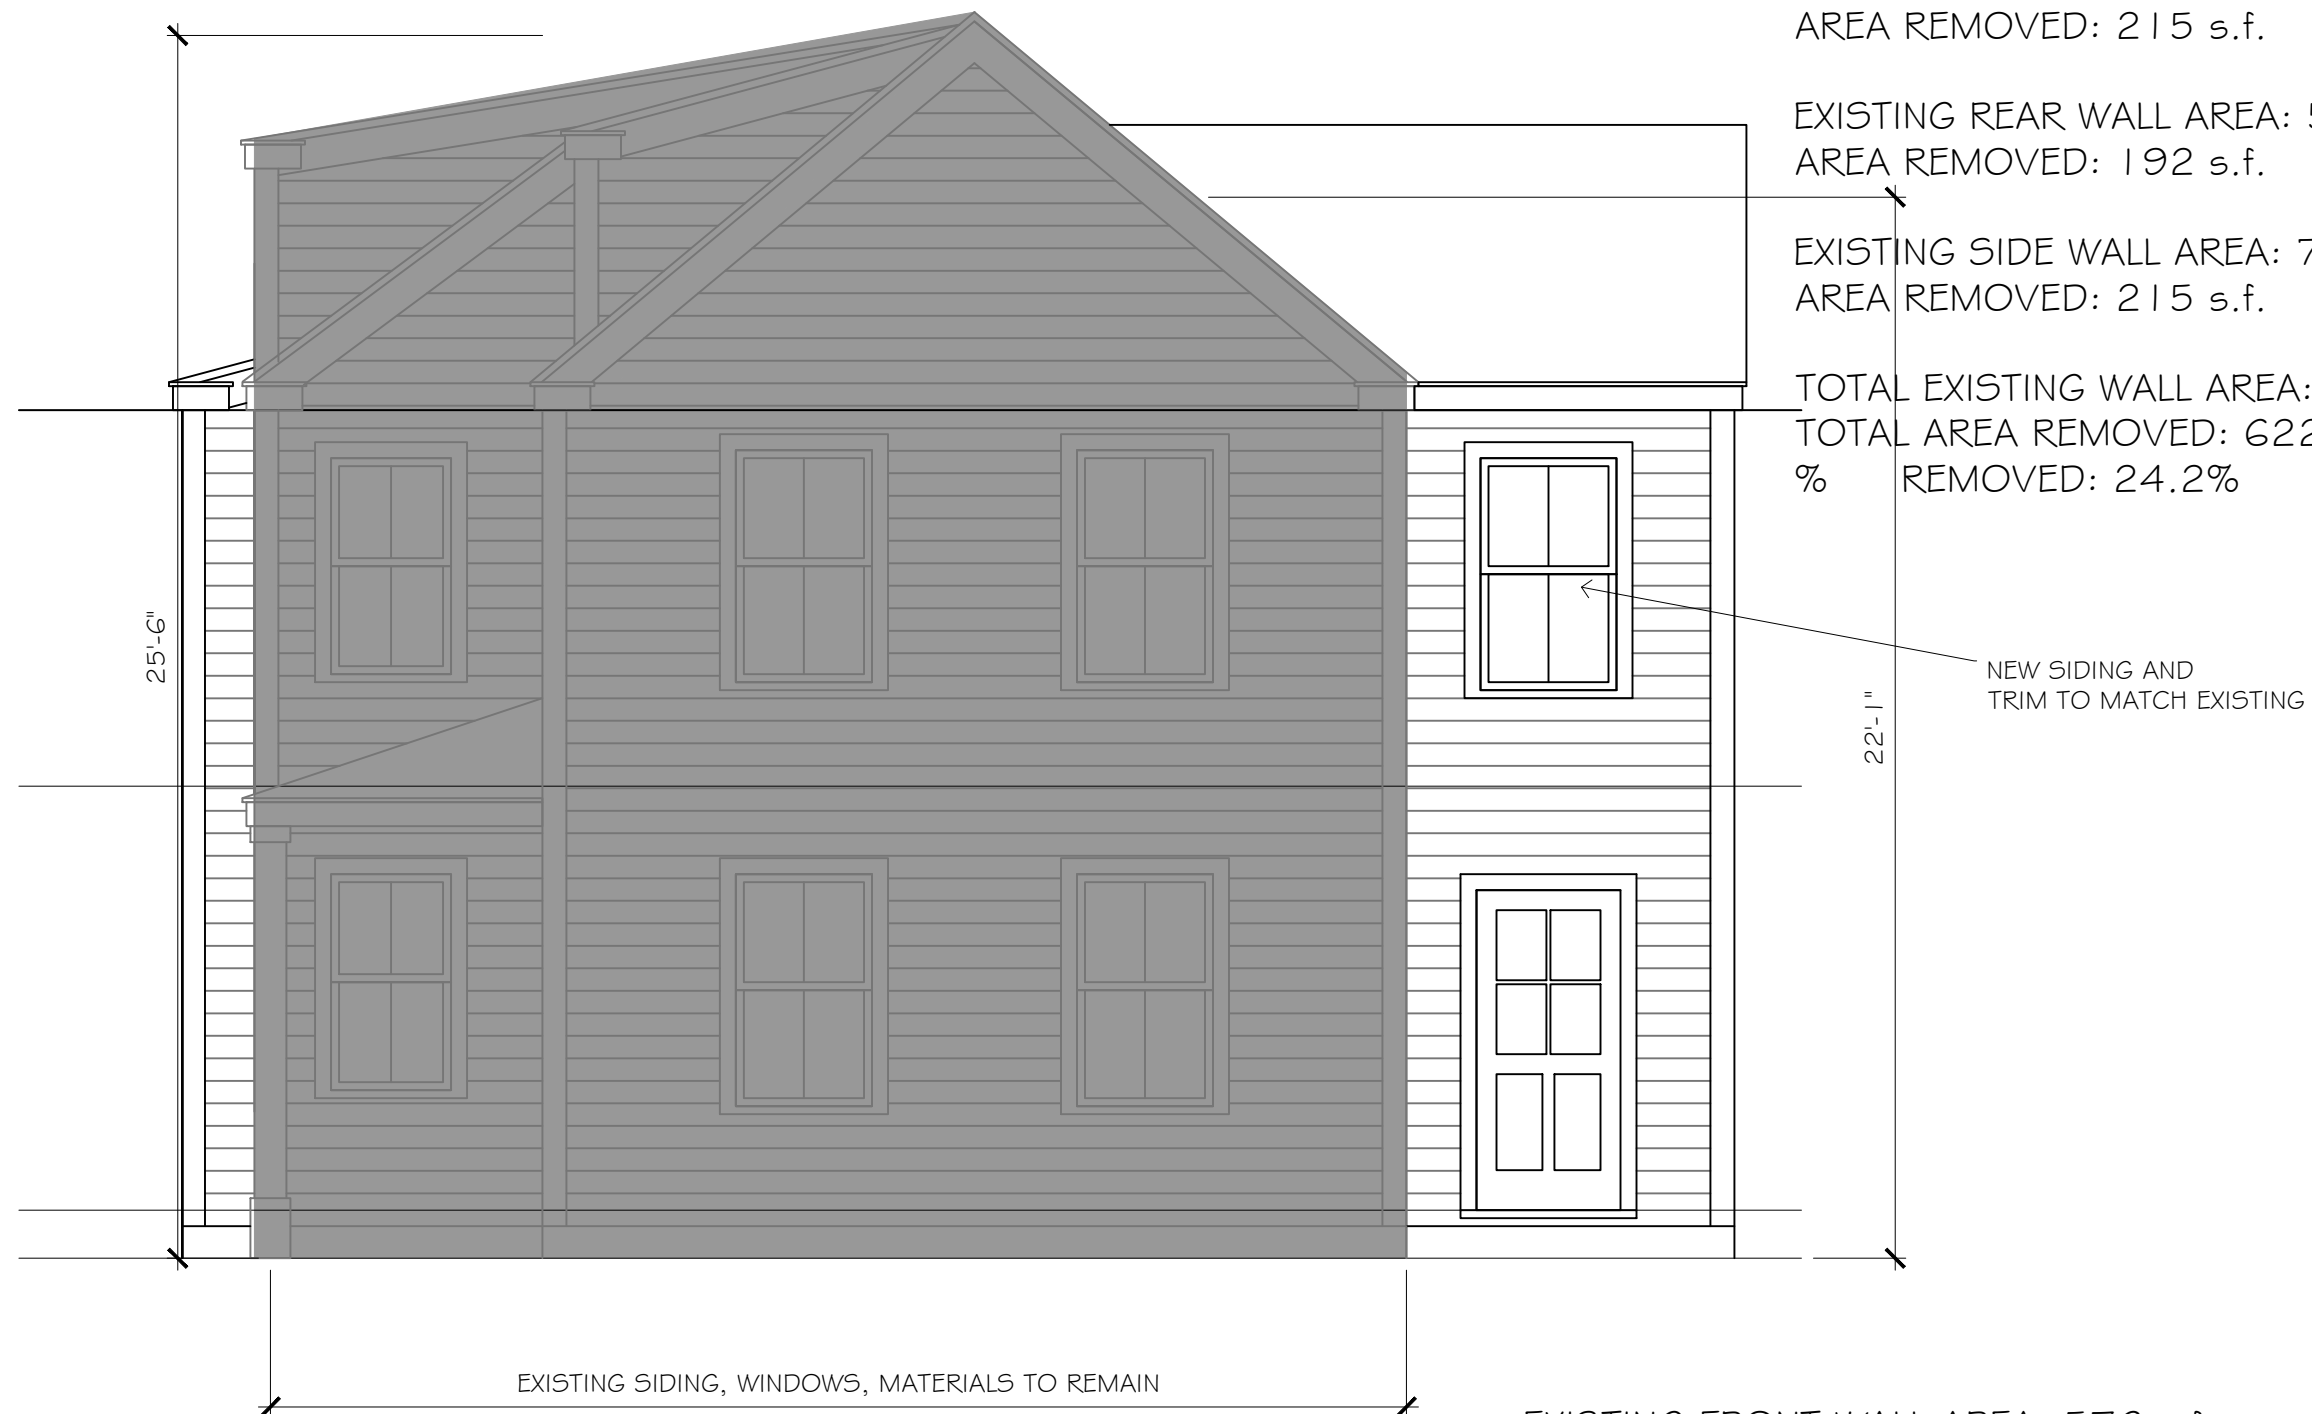 AREA REMOVED: 215 s.f.
EXISTING REAR WALL AREA:
AREA REMOVED: 192 s.f.
EXISTING SIDE WALL AREA: 7
AREA REMOVED: 215 s.f.
TOTAL EXISTING WALL AREA:
TOTAL AREA REMOVED: 622
% REMOVED: 24.2%
25'-6"
NEW SIDING AND
TRIM TO MATCH EXISTING
22'-1"
EXISTING SIDING, WINDOWS, MATERIALS TO REMAIN